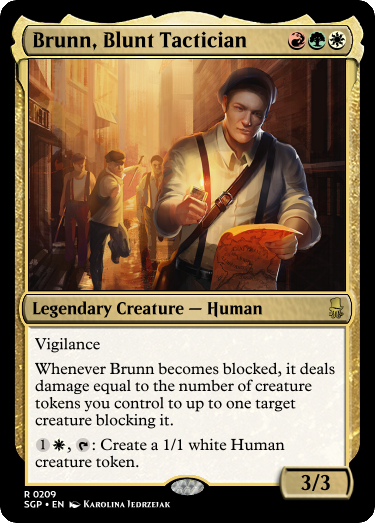 Brunn, Blunt Tactician
Legendary Creature — Human
Vigilance
Whenever Brunn becomes blocked, it deals
damage equal to the number of creature
tokens you control to up to one target
creature blocking it.
1 , : Create a 1/1 white Human
creature token.
3/3
R 0209
SGP • EN Karolina Jedrzejak